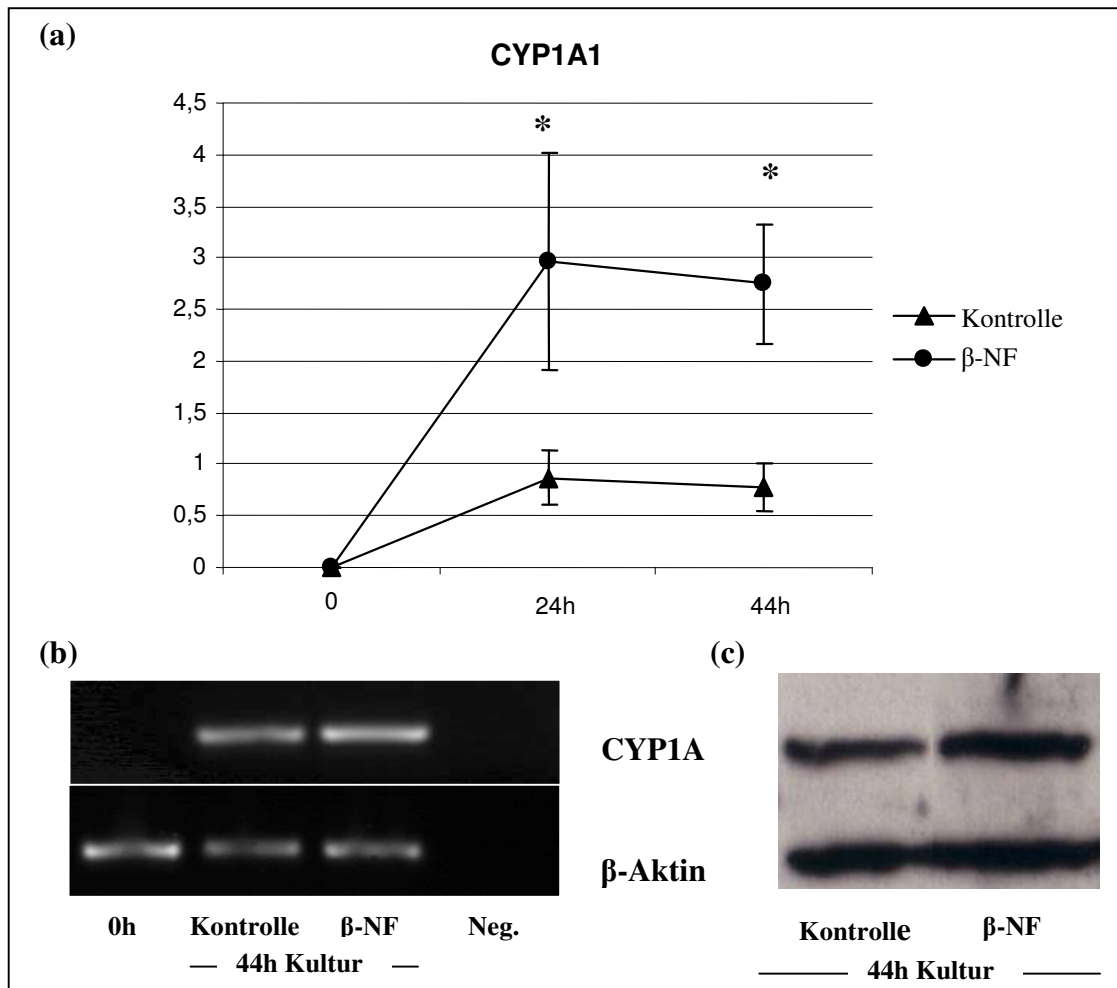 (a)
CYP1A1
4,5
4
3,5
3
2,5
2
1,5
1
0,5
0
0
24h
44h
*
*
Kontrolle
β-NF
(b)
(c)
CYP1A
β-Aktin
0h Kontrolle β-NF Neg.
— 44h Kultur —
Kontrolle β-NF
— 44h Kultur —